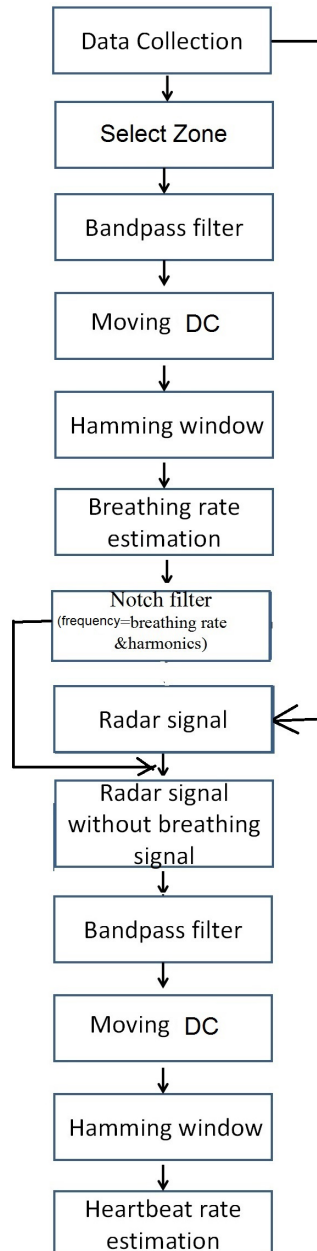 Data Collection
Select Zone
Bandpass filter
Moving DC
Hamming window
Breathing rate
estimation
Notch filter
(frequency=breathing rate
&harmonics)
Radar signal
Radar signal
without breathing
signal
Bandpass filter
Moving DC
Hamming window
Heartbeat rate
estimation